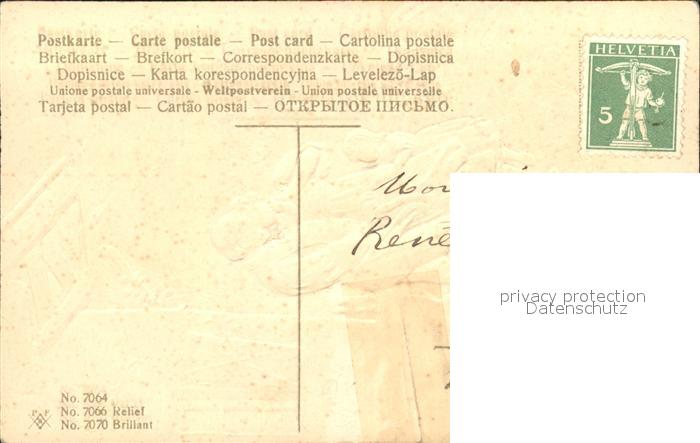 Postkarte — Carte postale — Post card — Cartolina postale
Briefkaart — Brefkort — Correspondenzkarte — Dopisnica
Dopisnice — Karta korespondencyjna — Levelező-Lap
Unione postale universale - Weltpostverein - Union postale universelle
Tarjeta postal — Cartão postal — ОТКРЫТОЕ ПИСЬМО.
HELVETIA
5
René
privacy protection
Datenschutz
No. 7064
No. 7066 Relief
No. 7070 Brillant